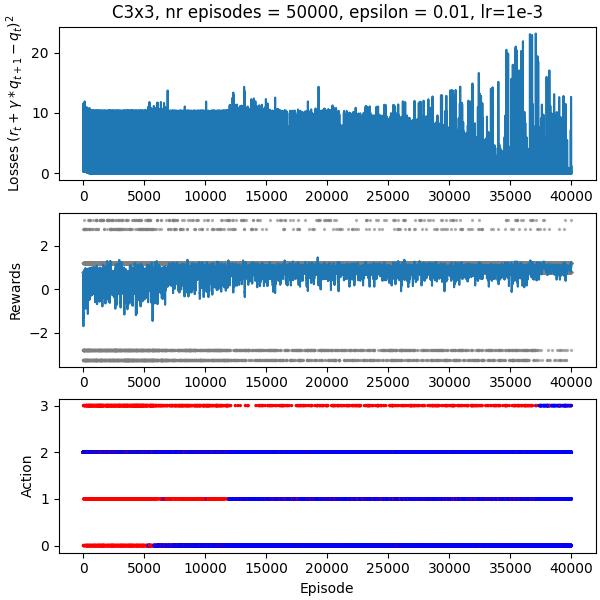 C3x3, nr episodes = 50000, epsilon = 0.01, lr=1e-3
Losses (r_t + γ * q_{t+1} − q_t)^2
20
10
0
0 5000 10000 15000 20000 25000 30000 35000 40000
Rewards
2
0
−2
0 5000 10000 15000 20000 25000 30000 35000 40000
Action
3
2
1
0
0 5000 10000 15000 20000 25000 30000 35000 40000
Episode